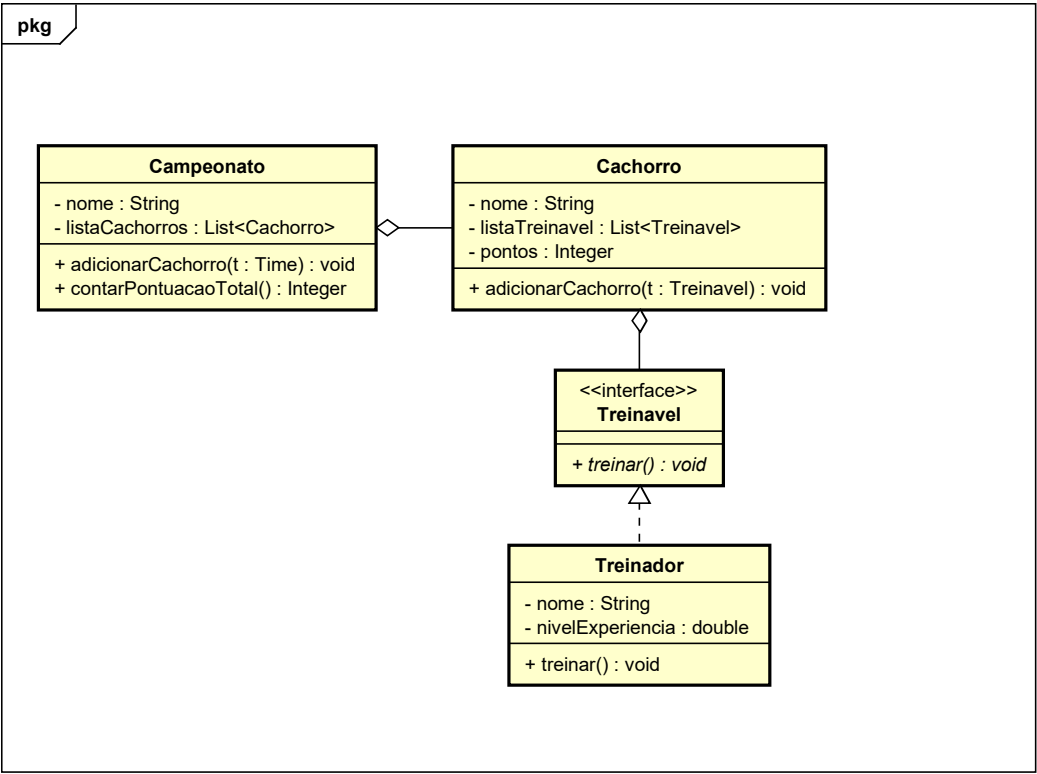 pkg
Campeonato
- nome : String
- listaCachorros : List<Cachorro>
+ adicionarCachorro(t : Time) : void
+ contarPontuacaoTotal() : Integer
Cachorro
- nome : String
- listaTreinavel : List<Treinavel>
- pontos : Integer
+ adicionarCachorro(t : Treinavel) : void
<<interface>>
Treinavel
+ treinar() : void
Treinador
- nome : String
- nivelExperiencia : double
+ treinar() : void